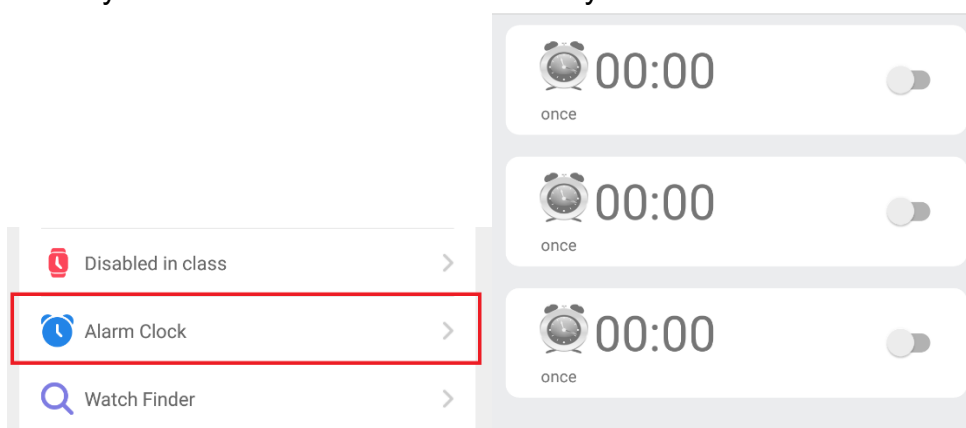 Disabled in class
Alarm Clock
Watch Finder
00:00
once
00:00
once
00:00
once